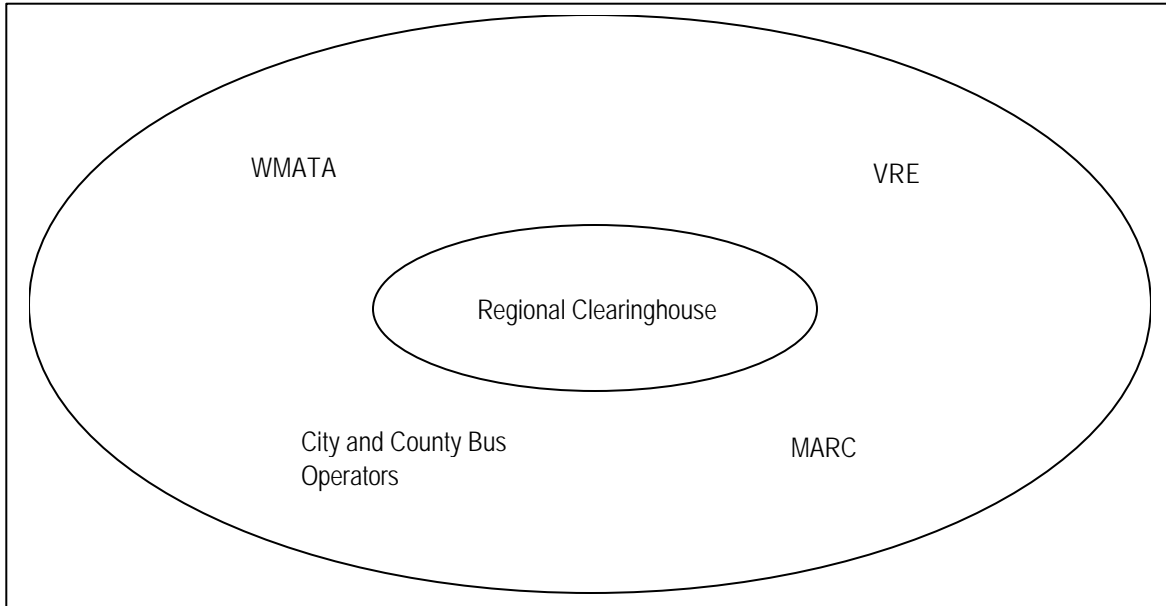 WMATA
VRE
Regional Clearinghouse
City and County Bus
Operators
MARC